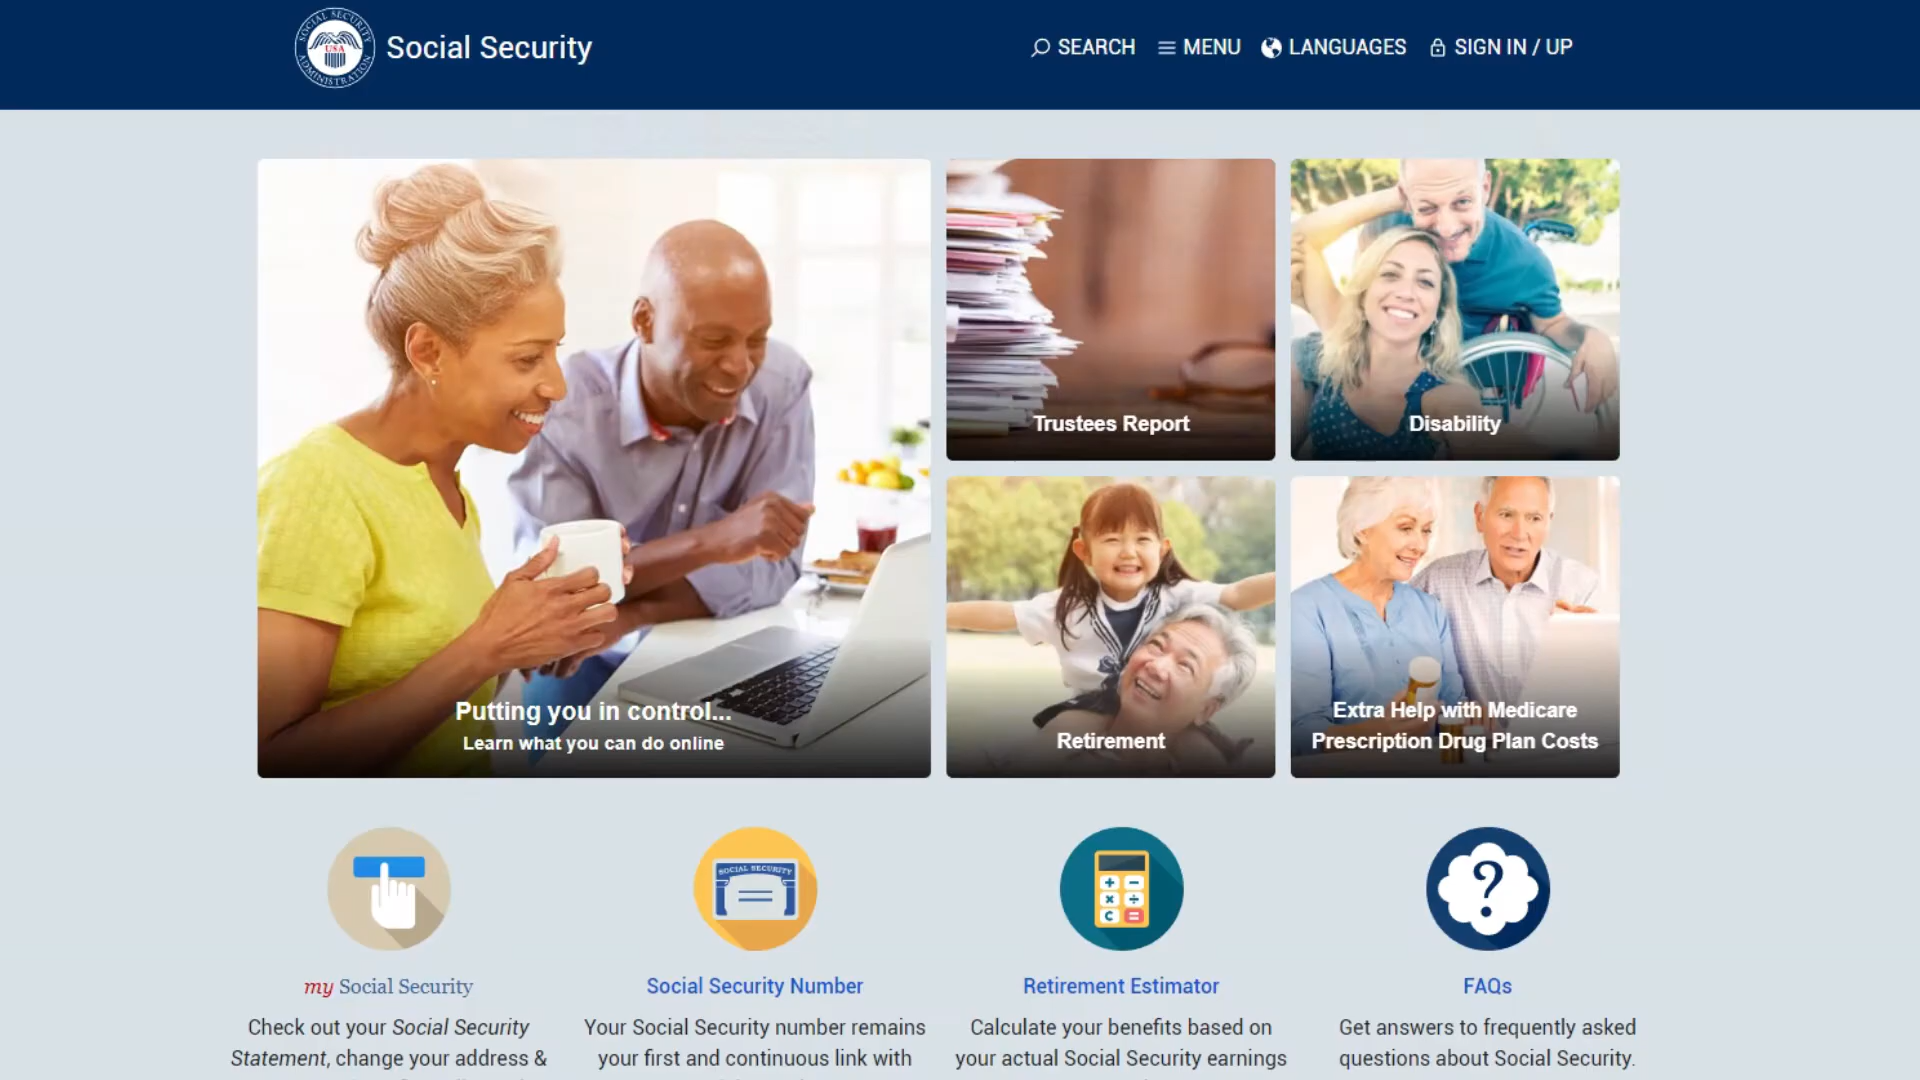 SOCIAL SECURITY ADMINISTRATION
USA
Social Security
SEARCH
MENU
LANGUAGES
SIGN IN / UP
Putting you in control...
Learn what you can do online
Trustees Report
Disability
Retirement
Extra Help with Medicare
Prescription Drug Plan Costs
SOCIAL SECURITY
my Social Security
Check out your Social Security
Statement, change your address &
Social Security Number
Your Social Security number remains
your first and continuous link with
Retirement Estimator
Calculate your benefits based on
your actual Social Security earnings
FAQs
Get answers to frequently asked
questions about Social Security.